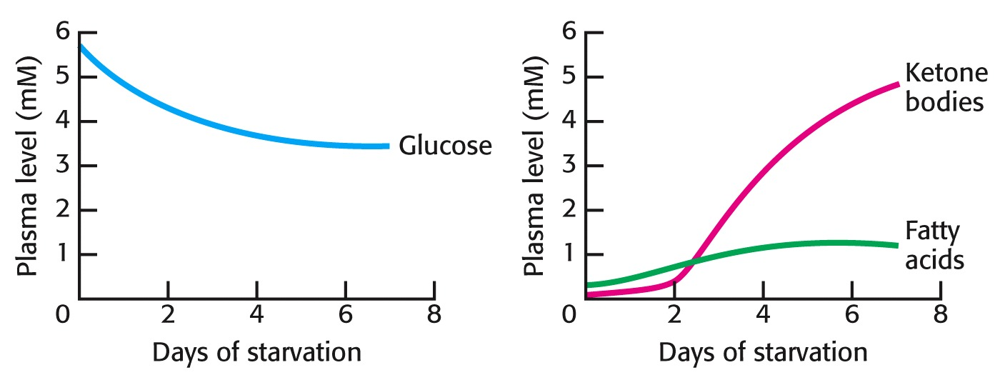 Plasma level (mM)
6
5
4
3
2
1
0
2
4
6
8
Days of starvation
Glucose
Plasma level (mM)
6
5
4
3
2
1
0
2
4
6
8
Days of starvation
Ketone
bodies
Fatty
acids